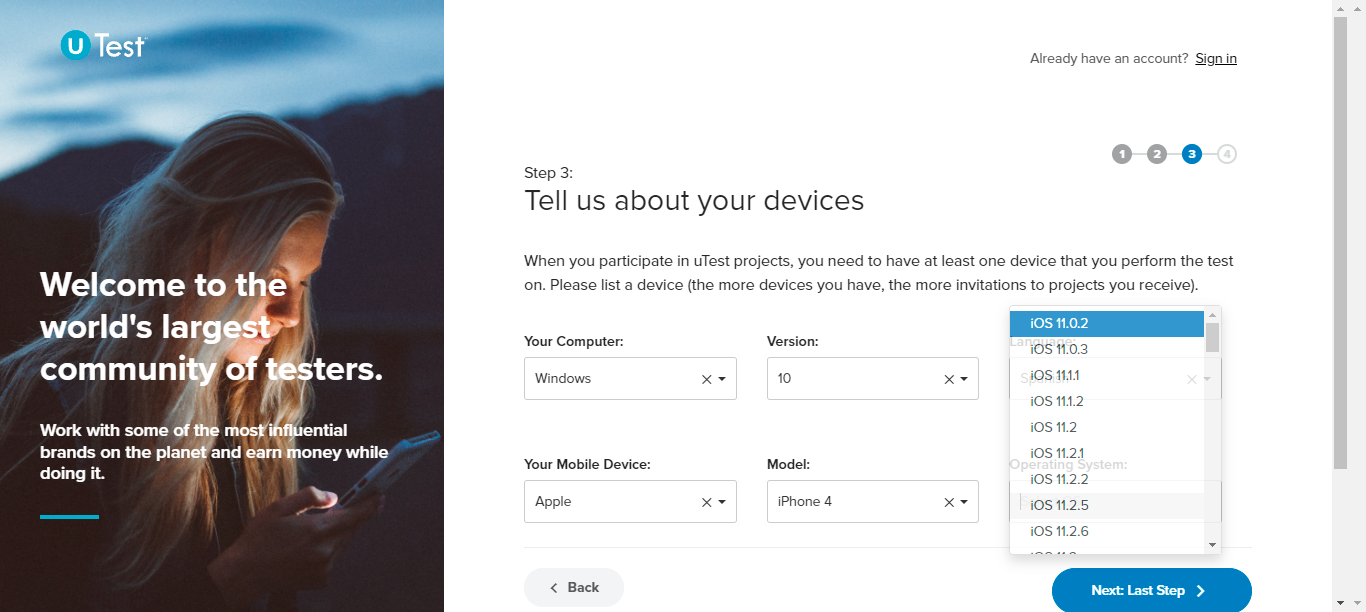 U Test
Already have an account? Sign in
1 2 3 4
Step 3:
Tell us about your devices
Welcome to the
world's largest
community of testers.
Work with some of the most influential
brands on the planet and earn money while
doing it.
When you participate in uTest projects, you need to have at least one device that you perform the test
on. Please list a device (the more devices you have, the more invitations to projects you receive).
Your Computer:
Windows
Version:
10
Language:
Spanish
Your Mobile Device:
Apple
Model:
iPhone 4
Operating System:
iOS 11.0.2
iOS 11.0.3
iOS 11.1.1
iOS 11.1.2
iOS 11.2
iOS 11.2.1
iOS 11.2.2
iOS 11.2.5
iOS 11.2.6
Back
Next: Last Step